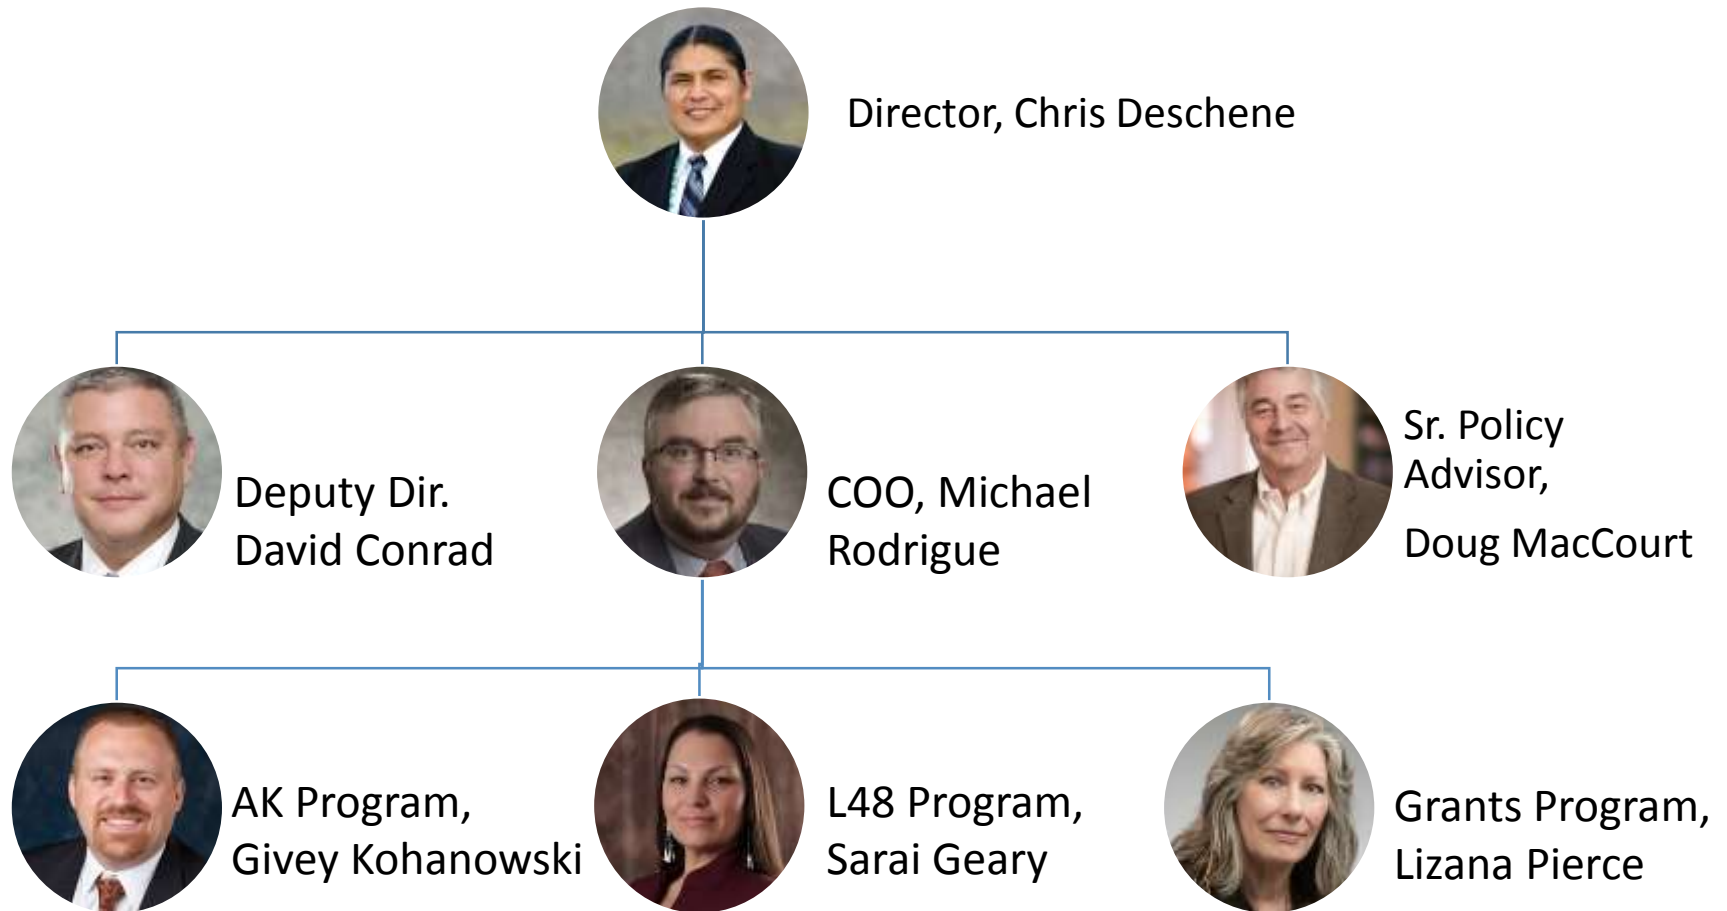 Director, Chris Deschene
Deputy Dir.
David Conrad
COO, Michael
Rodrigue
Sr. Policy
Advisor,
Doug MacCourt
AK Program,
Givey Kohanowski
L48 Program,
Sarai Geary
Grants Program,
Lizana Pierce